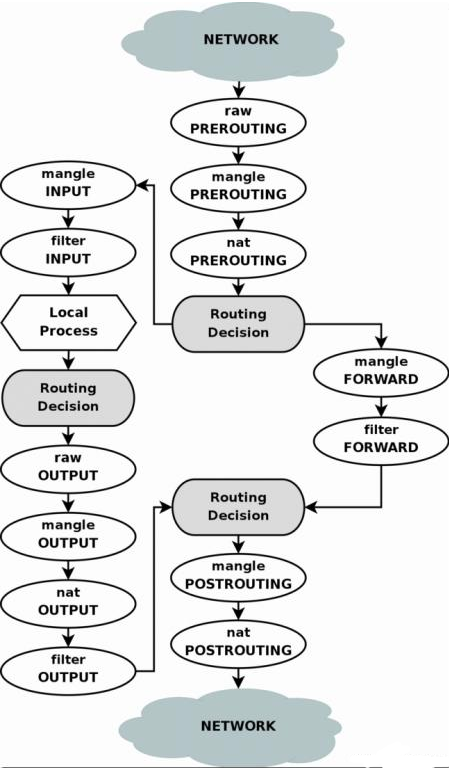 NETWORK
raw
PREROUTING
mangle
PREROUTING
nat
PREROUTING
Routing
Decision
mangle
INPUT
filter
INPUT
Local
Process
Routing
Decision
raw
OUTPUT
mangle
OUTPUT
nat
OUTPUT
filter
OUTPUT
mangle
FORWARD
filter
FORWARD
Routing
Decision
mangle
POSTROUTING
nat
POSTROUTING
NETWORK